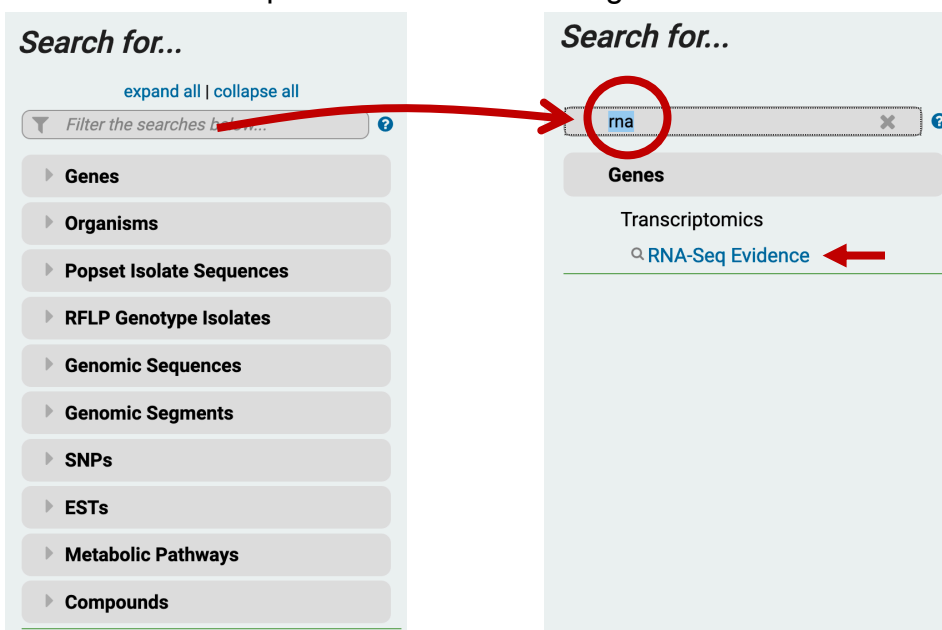 Search for...
expand all | collapse all
Filter the searches below...
Genes
Organisms
Popset Isolate Sequences
RFLP Genotype Isolates
Genomic Sequences
Genomic Segments
SNPs
ESTs
Metabolic Pathways
Compounds
Search for...
rna
Genes
Transcriptomics
RNA-Seq Evidence